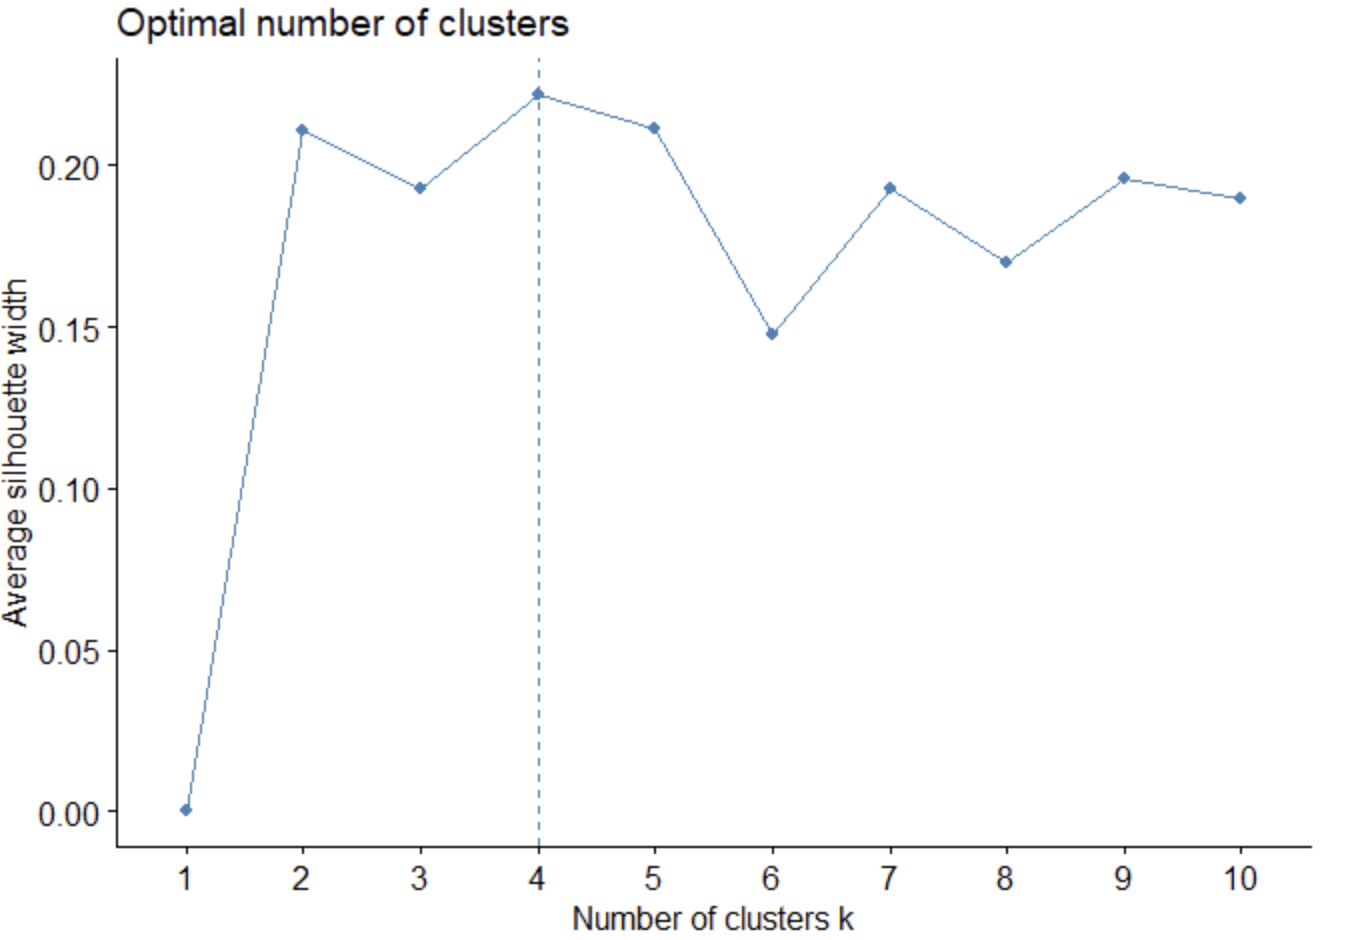 Optimal number of clusters
Average silhouette width
0.20
0.15
0.10
0.05
0.00
1 2 3 4 5 6 7 8 9 10
Number of clusters k